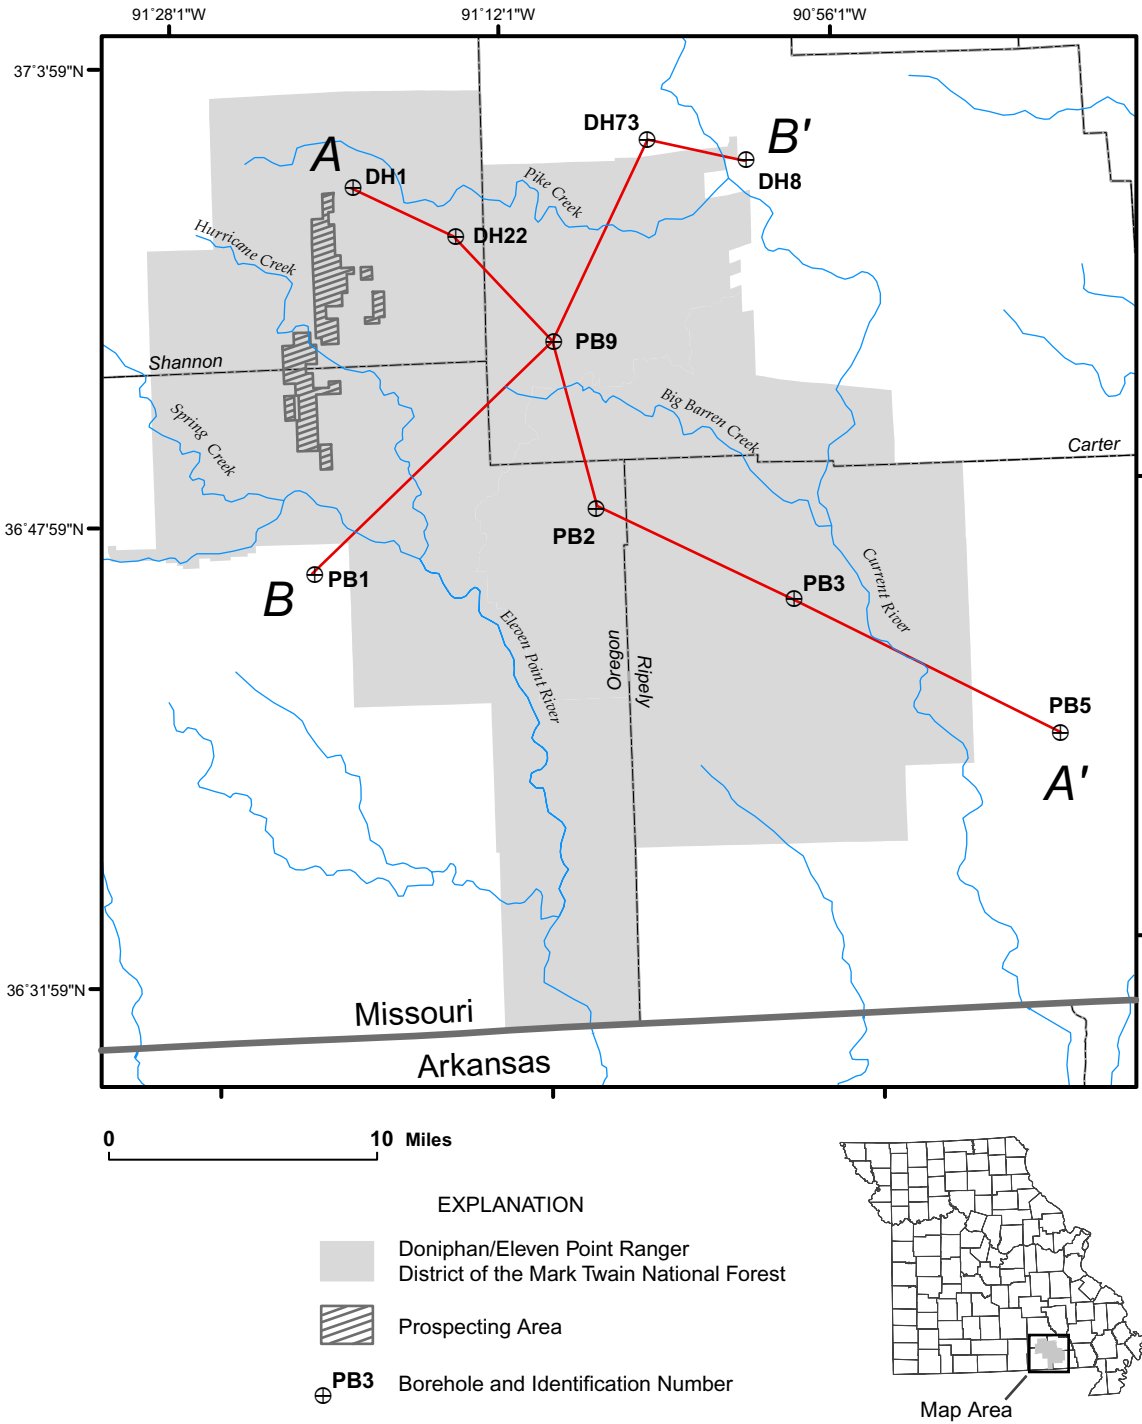 91°28'1"W 91°12'1"W 90°56'1"W
37°3'59"N
DH73
B'
A
DH1
DH8
Pike Creek
Hurricane Creek
DH22
PB9
Shannon
Big Barren Creek
Spring Creek
Carter
36°47'59"N
PB2
Current River
PB1
B
PB3
Eleven Point River
Oregon
Ripely
PB5
A'
36°31'59"N
Missouri
Arkansas
0 10 Miles
EXPLANATION
Doniphan/Eleven Point Ranger
District of the Mark Twain National Forest
Prospecting Area
PB3 Borehole and Identification Number
Map Area